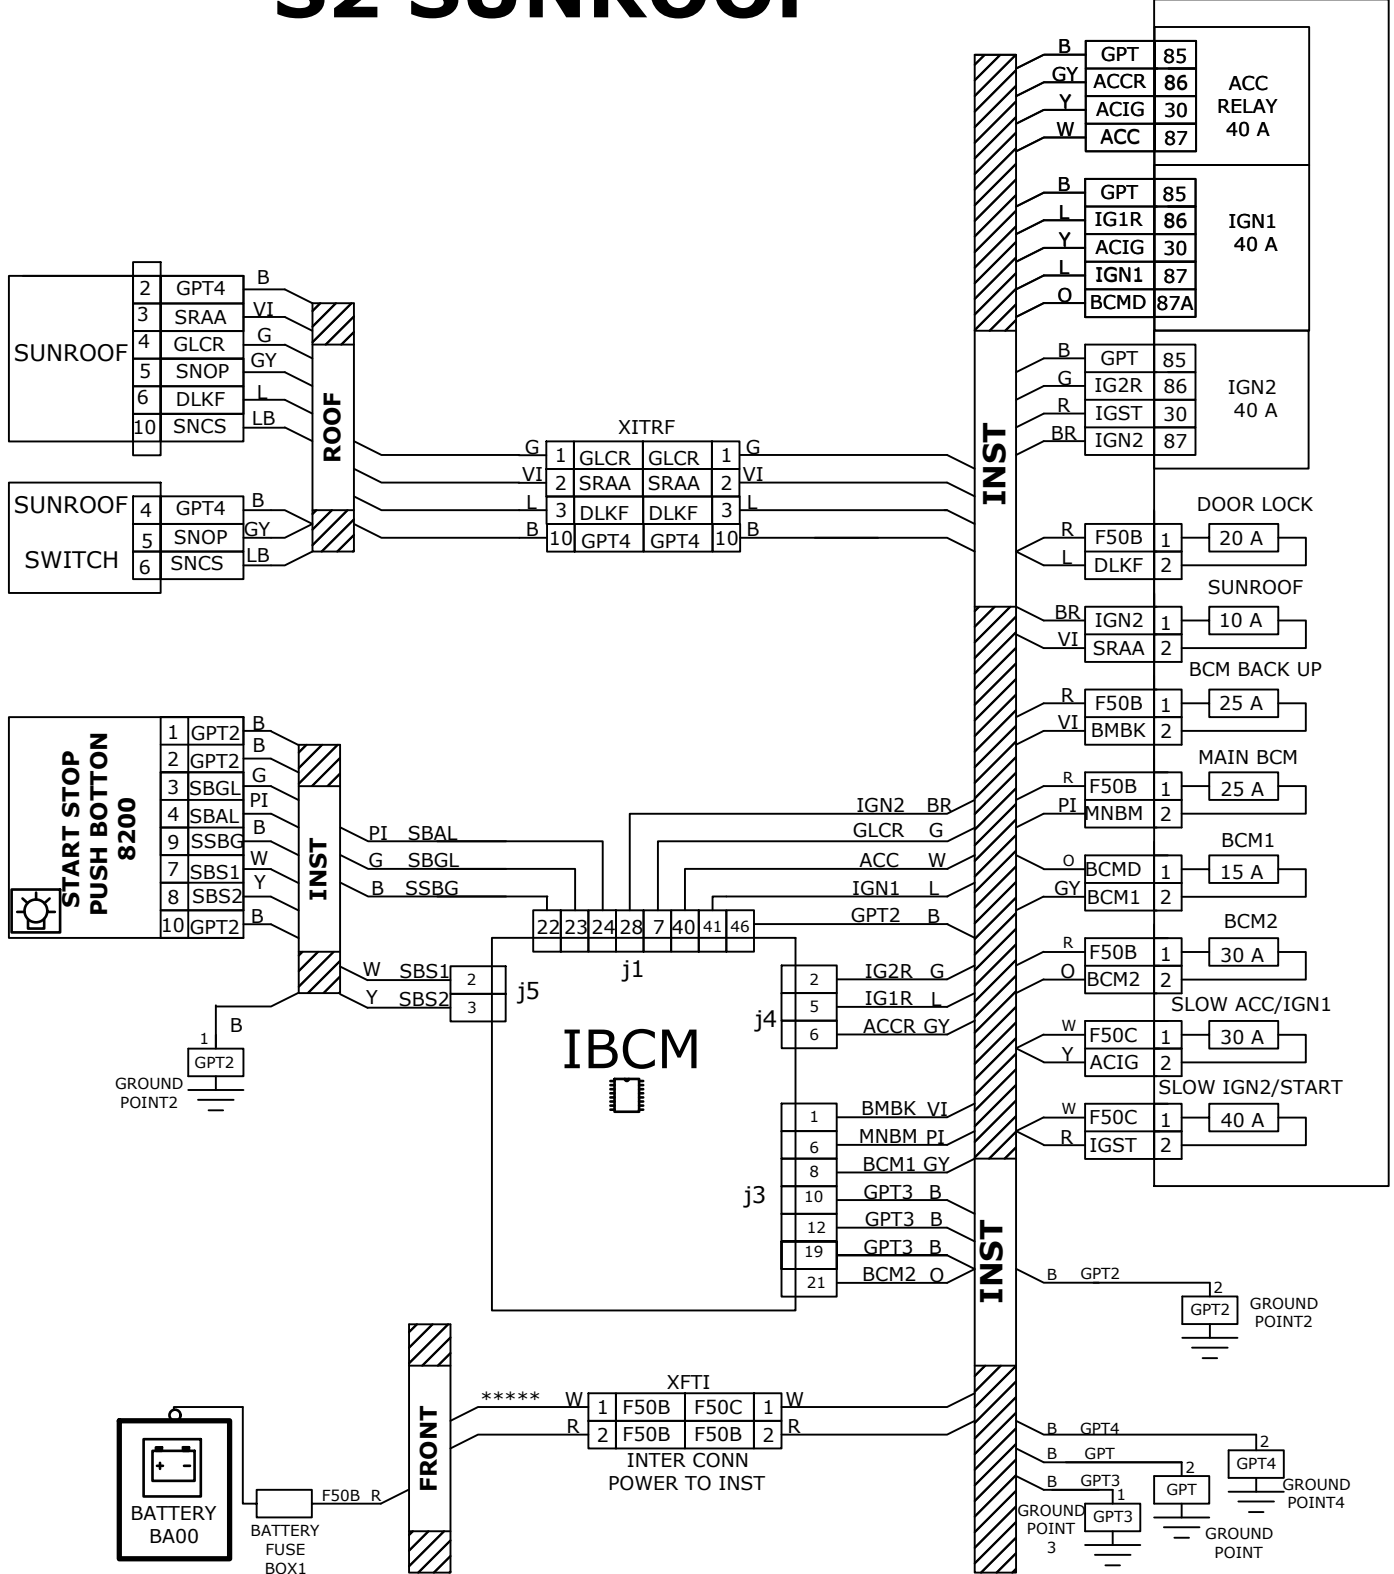 S2 SUNROOF
B GPT 85
GY ACCR 86
Y ACIG 30
W ACC 87
ACC
RELAY
40 A
B GPT 85
L IG1R 86
Y ACIG 30
L IGN1 87
O BCMD 87A
IGN1
40 A
B GPT 85
G IG2R 86
R IGST 30
BR IGN2 87
IGN2
40 A
SUNROOF
2 GPT4 B
3 SRAA VI
4 GLCR G
5 SNOP GY
6 DLKF L
10 SNCS LB
SUNROOF
SWITCH
4 GPT4 B
5 SNOP GY
6 SNCS LB
ROOF
XITRF
G 1 GLCR GLCR 1 G
VI 2 SRAA SRAA 2 VI
L 3 DLKF DLKF 3 L
B 10 GPT4 GPT4 10 B
INST
DOOR LOCK
R F50B 1 20 A
L DLKF 2
SUNROOF
BR IGN2 1 10 A
VI SRAA 2
BCM BACK UP
R F50B 1 25 A
VI BMBK 2
MAIN BCM
R F50B 1 25 A
PI MNBM 2
BCM1
O BCMD 1 15 A
GY BCM1 2
BCM2
R F50B 1 30 A
O BCM2 2
SLOW ACC/IGN1
W F50C 1 30 A
Y ACIG 2
SLOW IGN2/START
W F50C 1 40 A
R IGST 2
START STOP
PUSH BOTTON
8200
1 GPT2 B
2 GPT2 B
3 SBGL G
4 SBAL PI
9 SSBG B
7 SBS1 W
8 SBS2 Y
10 GPT2 B
INST
PI SBAL
G SBGL
B SSBG
W SBS1 2
Y SBS2 3
j5
B
1
GPT2
GROUND
POINT2
IGN2 BR
GLCR G
ACC W
IGN1 L
GPT2 B
22 23 24 28 7 40 41 46
j1
IBCM
j4
2 IG2R G
5 IG1R L
6 ACCR GY
j3
1 BMBK VI
6 MNBM PI
8 BCM1 GY
10 GPT3 B
12 GPT3 B
19 GPT3 B
21 BCM2 O
INST
B GPT2
2
GPT2
GROUND
POINT2
FRONT
XFTI
***** W 1 F50B F50C 1 W
R 2 F50B F50B 2 R
INTER CONN
POWER TO INST
+ -
BATTERY
BA00
BATTERY
FUSE
BOX1
F50B R
B GPT4
2
GPT4
GROUND
POINT4
B GPT
2
GPT
GROUND
POINT
B GPT3
1
GPT3
GROUND
POINT
3